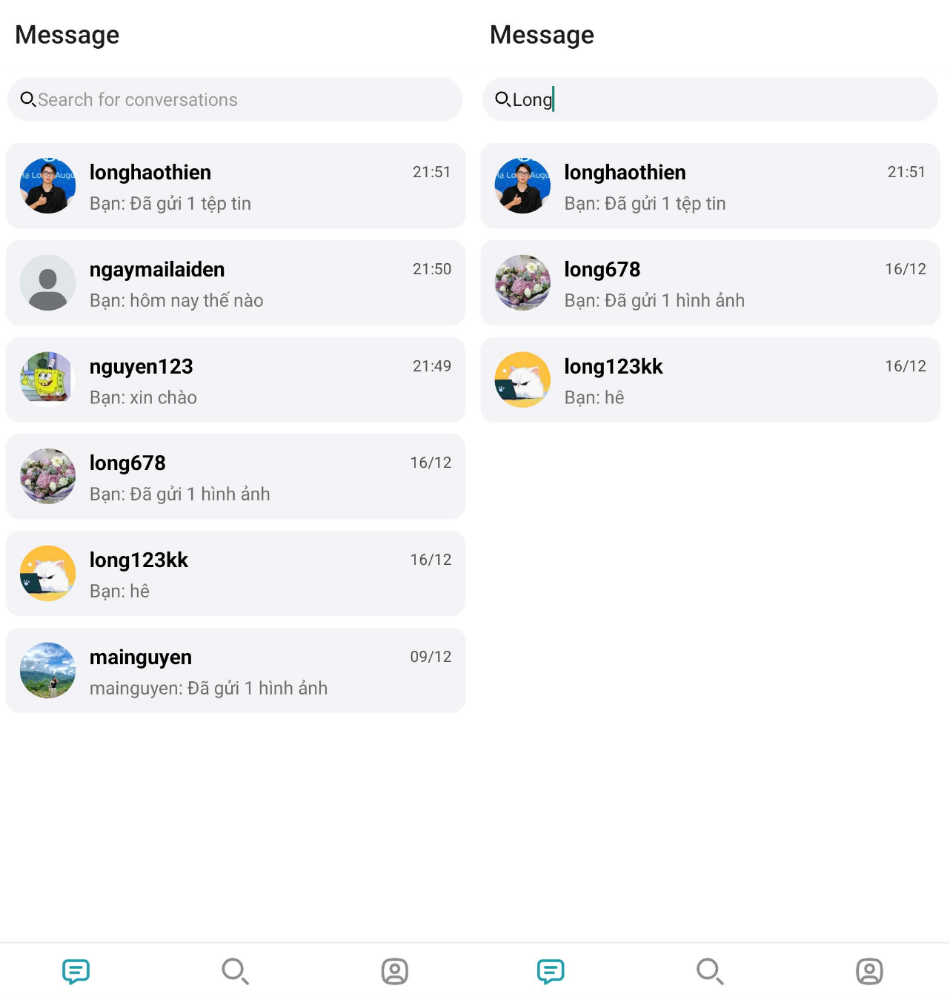 Message
Search for conversations
longhaothien 21:51
Bạn: Đã gửi 1 tệp tin
ngaymailaiden 21:50
Bạn: hôm nay thế nào
nguyen123 21:49
Bạn: xin chào
long678 16/12
Bạn: Đã gửi 1 hình ảnh
long123kk 16/12
Bạn: hê
mainguyen 09/12
mainguyen: Đã gửi 1 hình ảnh
Message
Long
longhaothien 21:51
Bạn: Đã gửi 1 tệp tin
long678 16/12
Bạn: Đã gửi 1 hình ảnh
long123kk 16/12
Bạn: hê